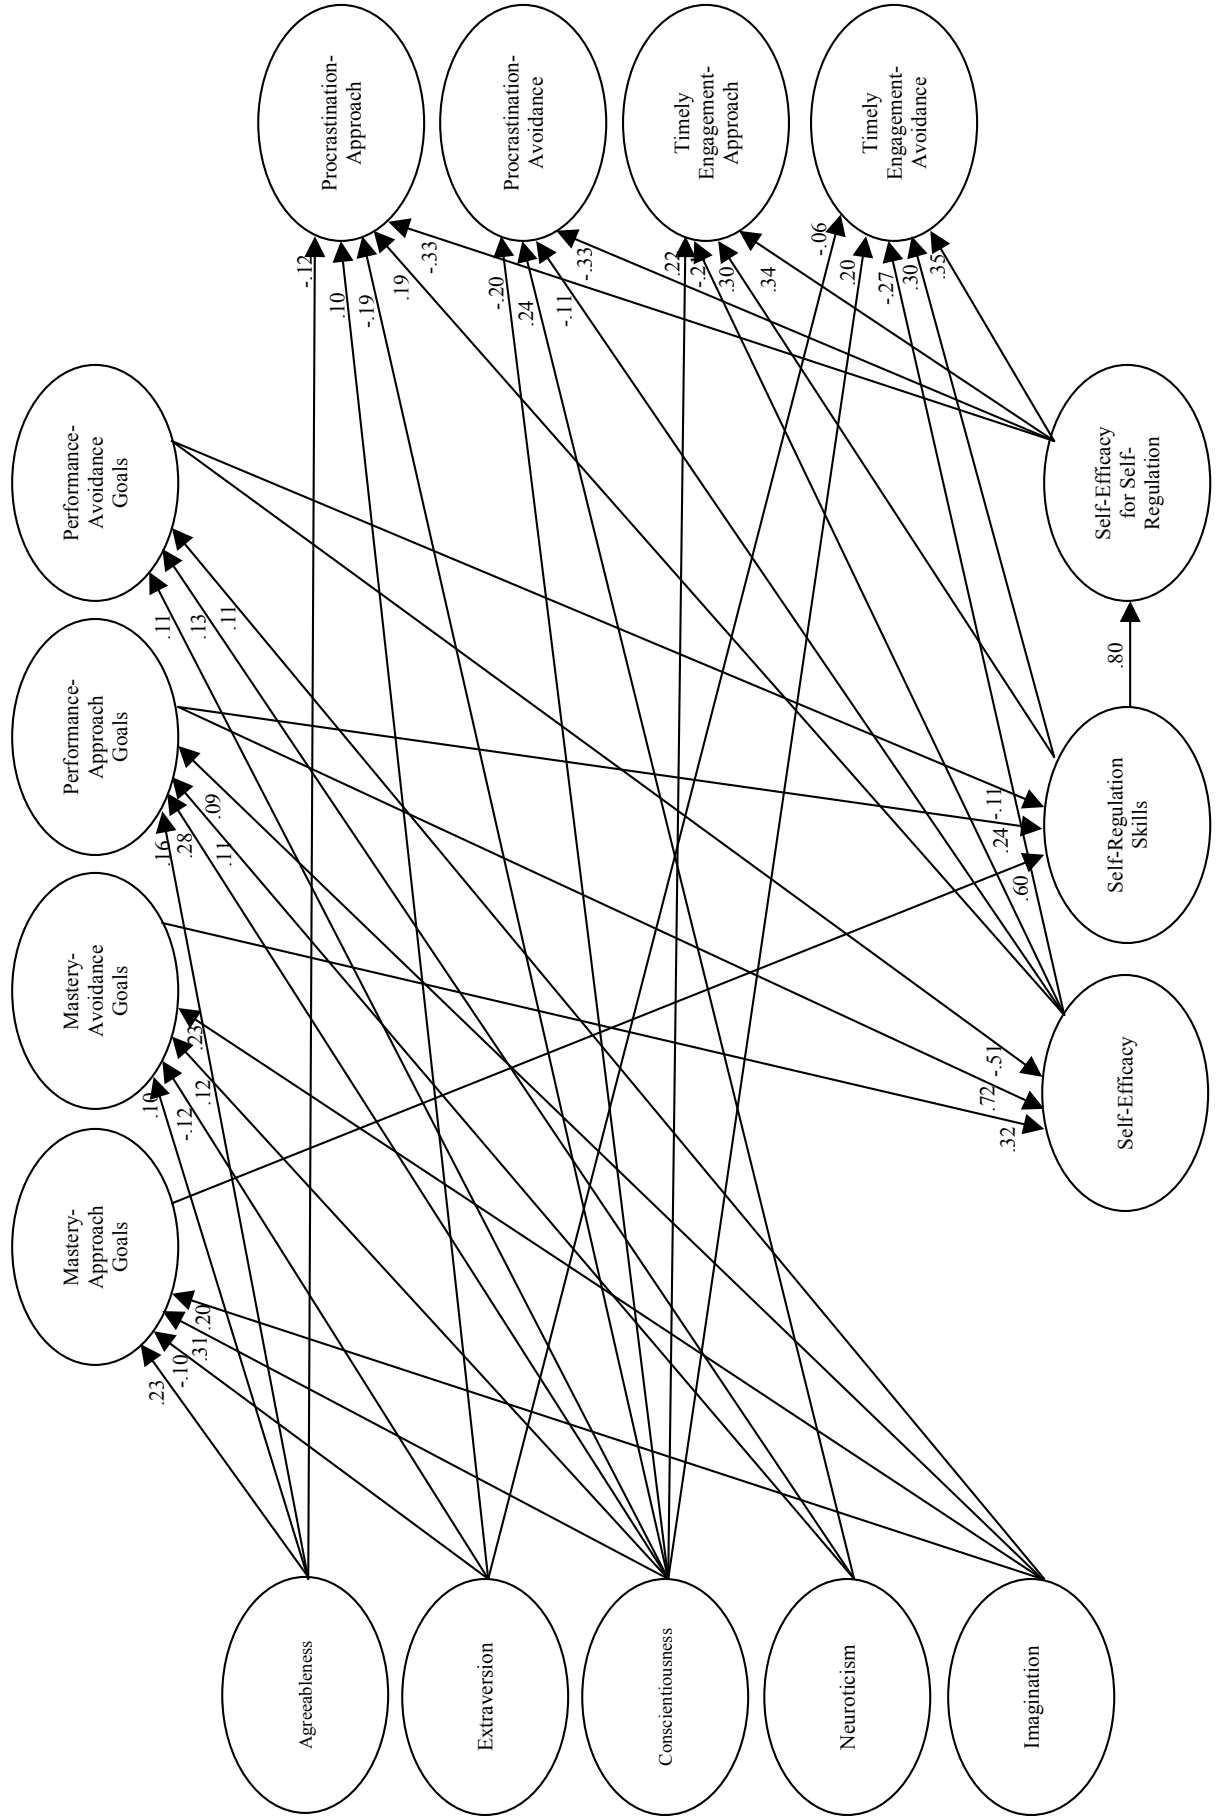 Agreeableness
Extraversion
Conscientiousness
Neuroticism
Imagination
Mastery-
Approach
Goals
Mastery-
Avoidance
Goals
Performance-
Approach
Goals
Performance-
Avoidance
Goals
.23
-.10
.31
.20
.10
-.12
.12
.23
.16
.28
.11
.09
.11
.13
.11
Self-Efficacy
Self-Regulation
Skills
Self-Efficacy
for Self-
Regulation
.32
.72
-.51
.60
.24
-.11
.80
Procrastination-
Approach
Procrastination-
Avoidance
Timely
Engagement-
Approach
Timely
Engagement-
Avoidance
-.12
.10
-.19
.19
-.33
-.20
.24
-.11
-.33
.22
.30
.34
-.06
.20
-.27
.30
.35